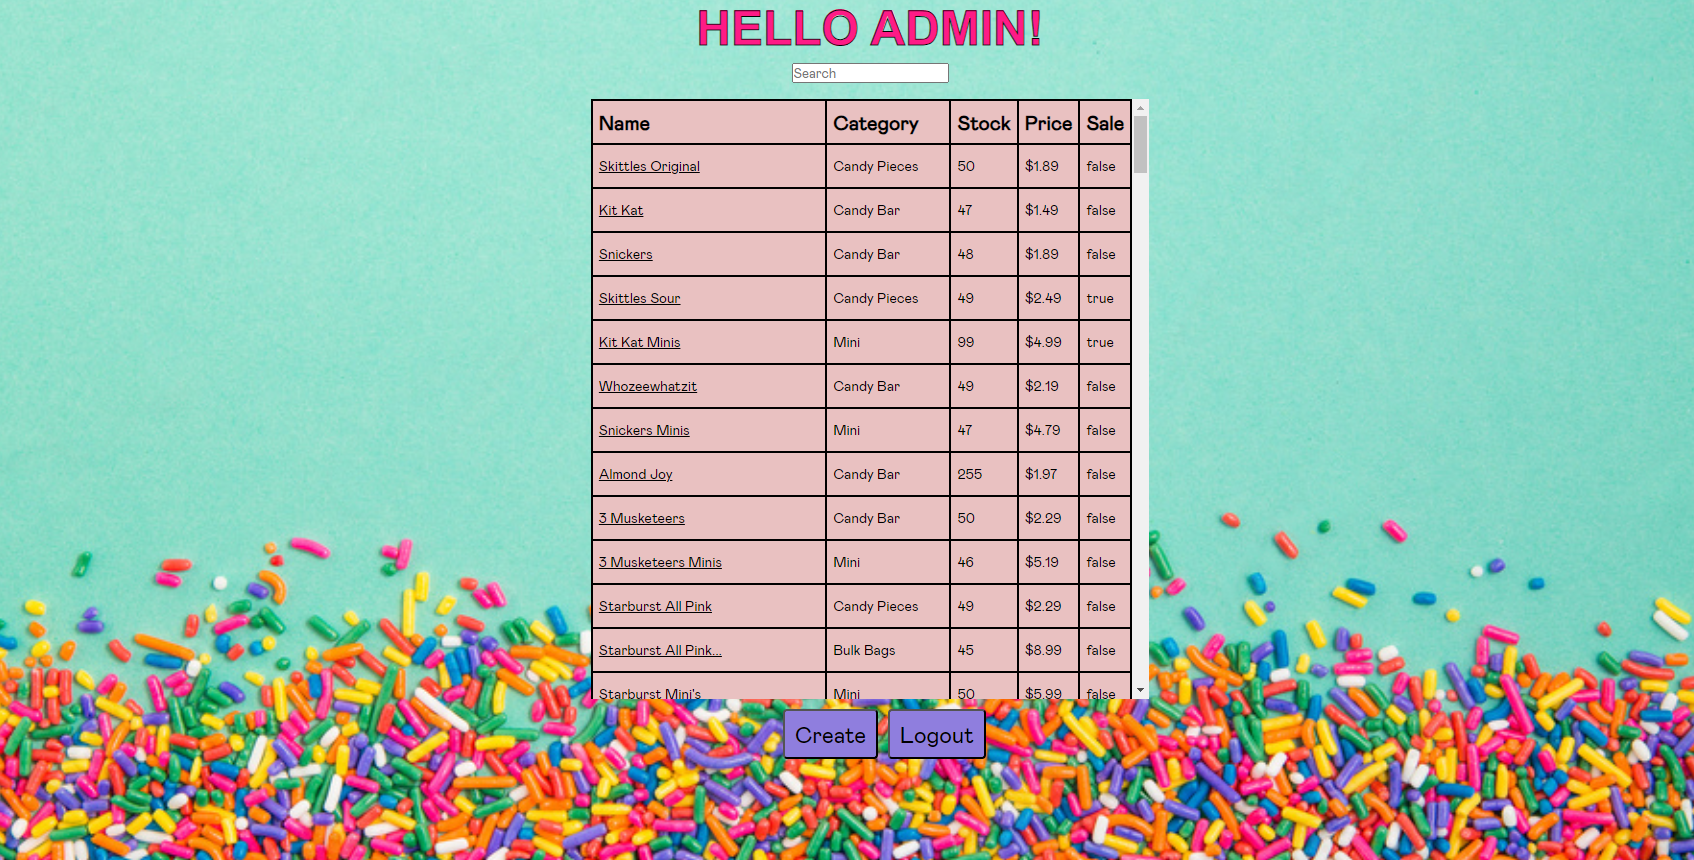 HELLO ADMIN!
Search
Name Category Stock Price Sale
Skittles Original Candy Pieces 50 $1.89 false
Kit Kat Candy Bar 47 $1.49 false
Snickers Candy Bar 48 $1.89 false
Skittles Sour Candy Pieces 49 $2.49 true
Kit Kat Minis Mini 99 $4.99 true
Whozeewhatzit Candy Bar 49 $2.19 false
Snickers Minis Mini 47 $4.79 false
Almond Joy Candy Bar 255 $1.97 false
3 Musketeers Candy Bar 50 $2.29 false
3 Musketeers Minis Mini 46 $5.19 false
Starburst All Pink Candy Pieces 49 $2.29 false
Starburst All Pink... Bulk Bags 45 $8.99 false
Starburst Mini's Mini 50 $5.99 false
Create Logout